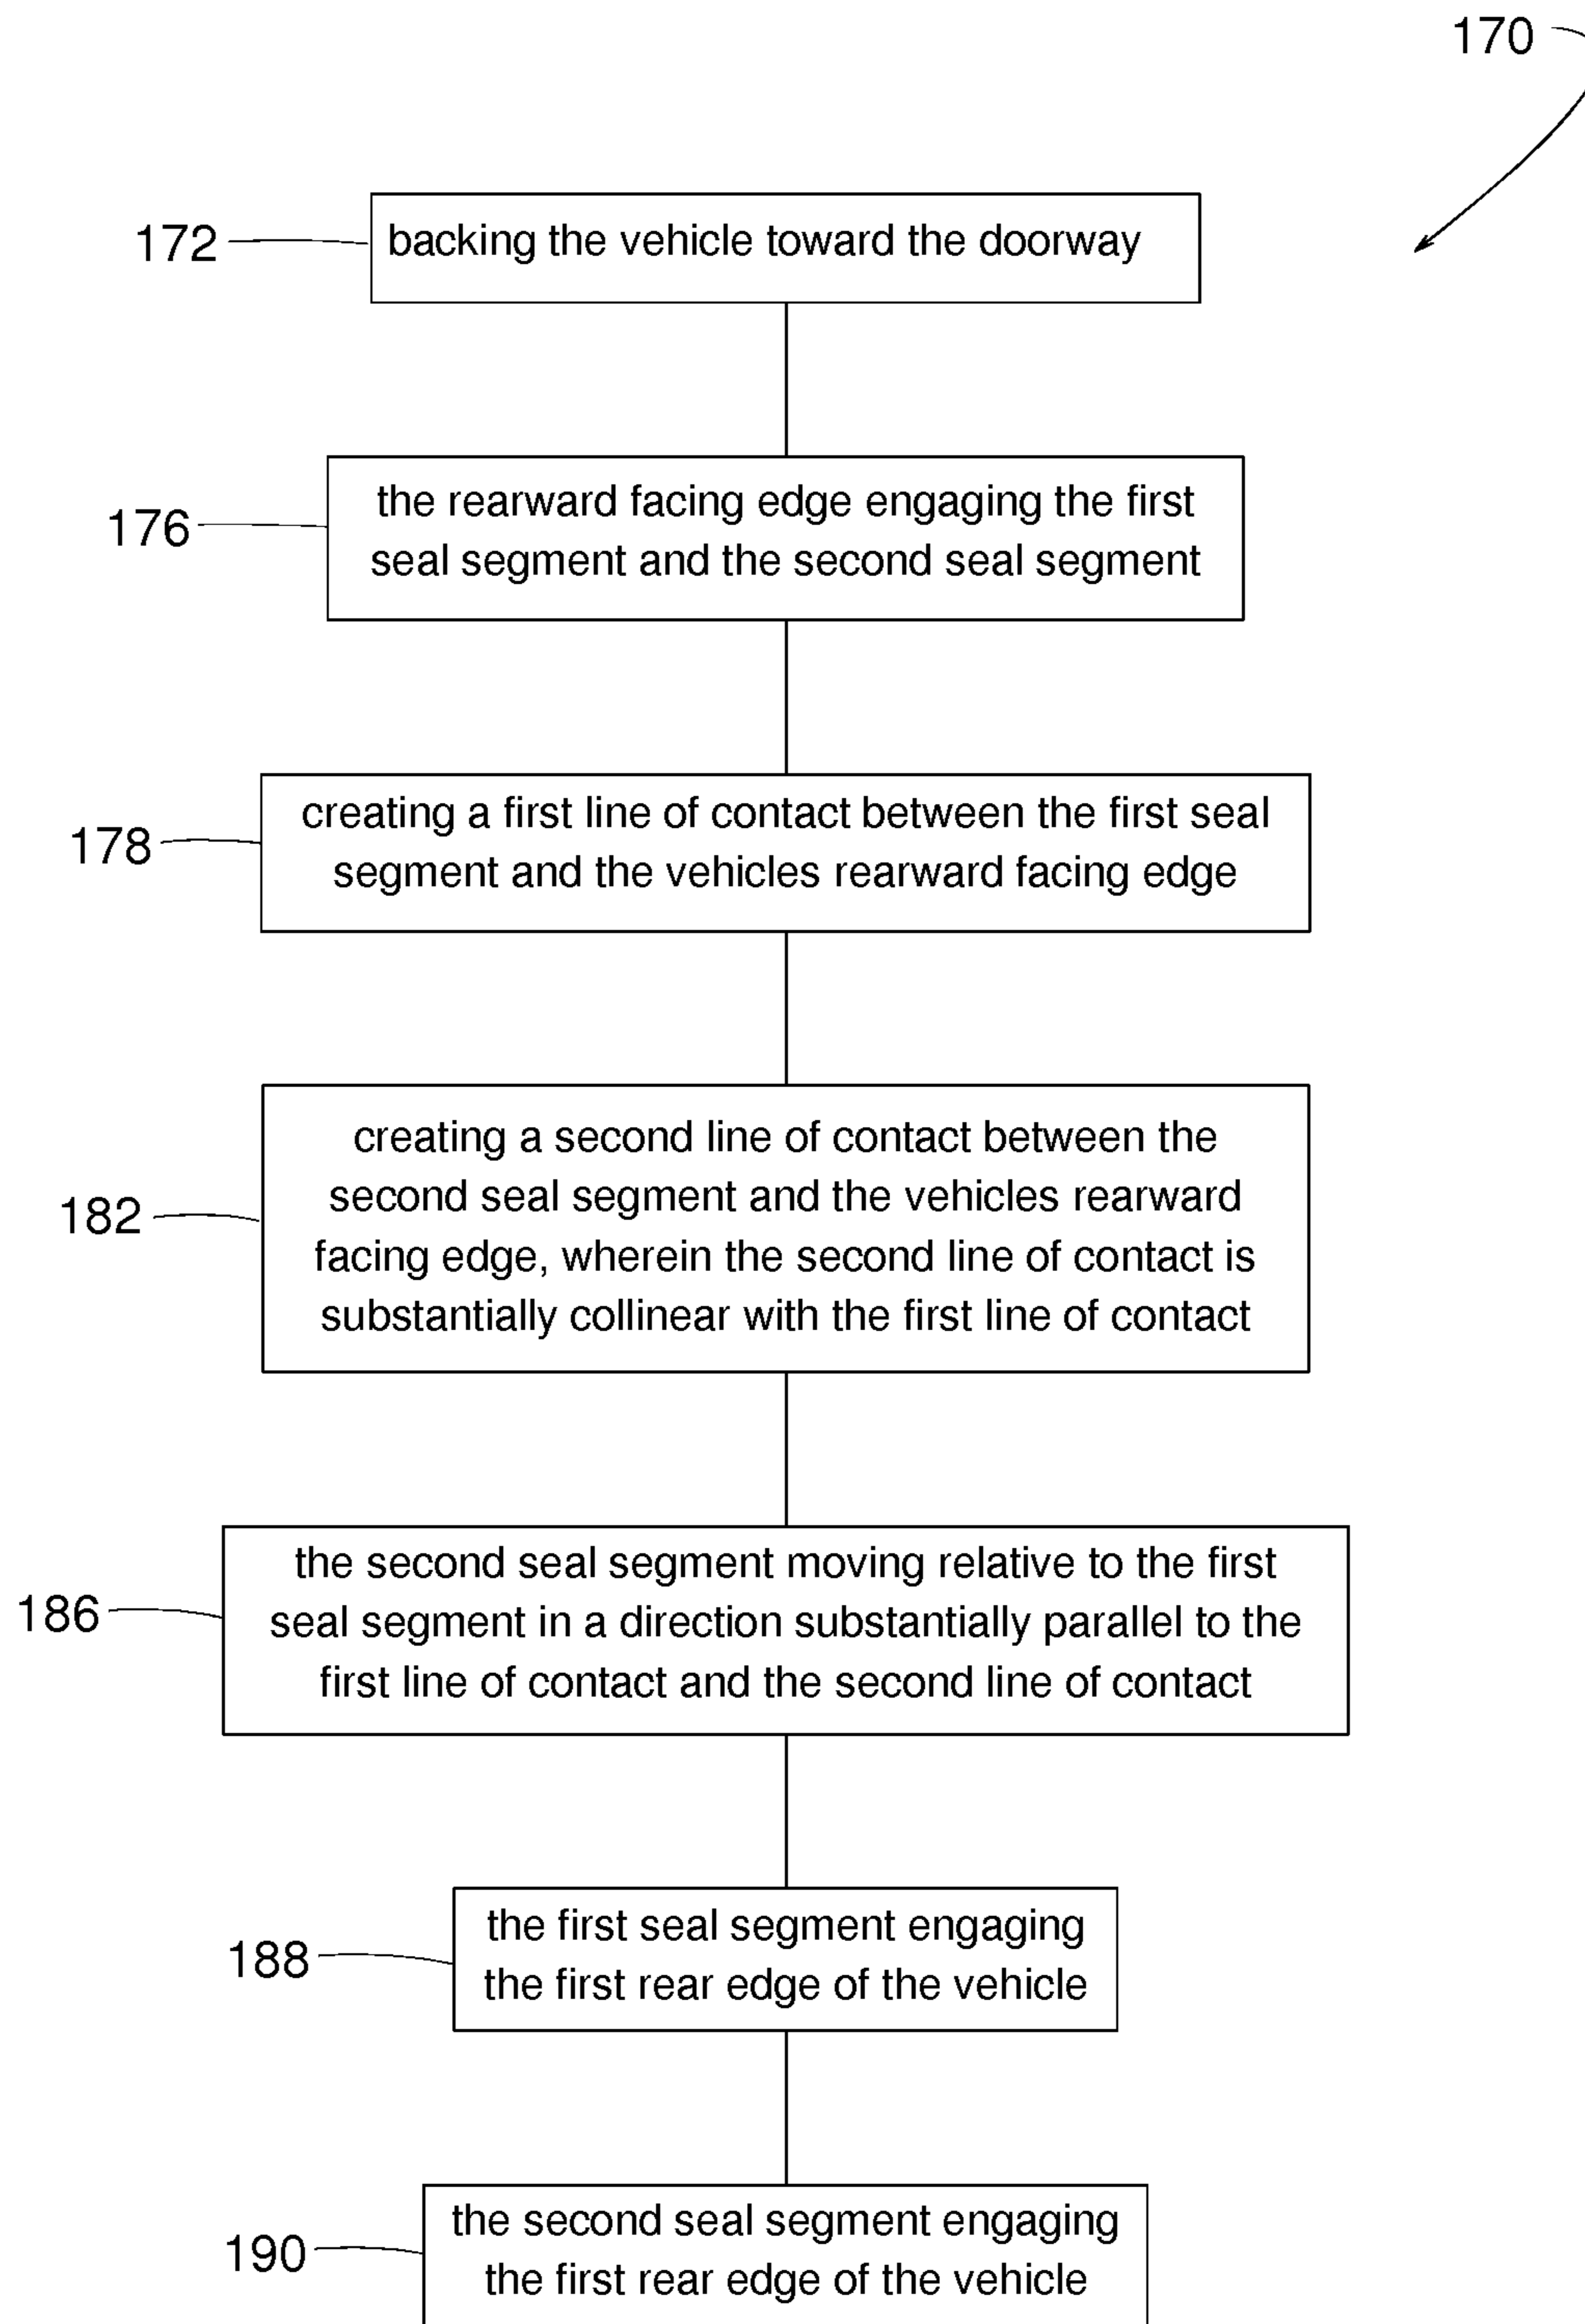 170
172
backing the vehicle toward the doorway
176
the rearward facing edge engaging the first
seal segment and the second seal segment
178
creating a first line of contact between the first seal
segment and the vehicles rearward facing edge
182
creating a second line of contact between the
second seal segment and the vehicles rearward
facing edge, wherein the second line of contact is
substantially collinear with the first line of contact
186
the second seal segment moving relative to the first
seal segment in a direction substantially parallel to the
first line of contact and the second line of contact
188
the first seal segment engaging
the first rear edge of the vehicle
190
the second seal segment engaging
the first rear edge of the vehicle